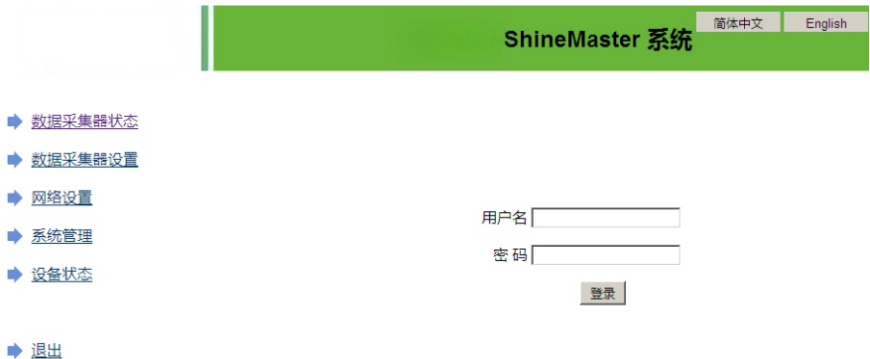 ShineMaster 系统
简体中文
English
数据采集器状态
数据采集器设置
网络设置
系统管理
设备状态
退出
用户名
密 码
登录